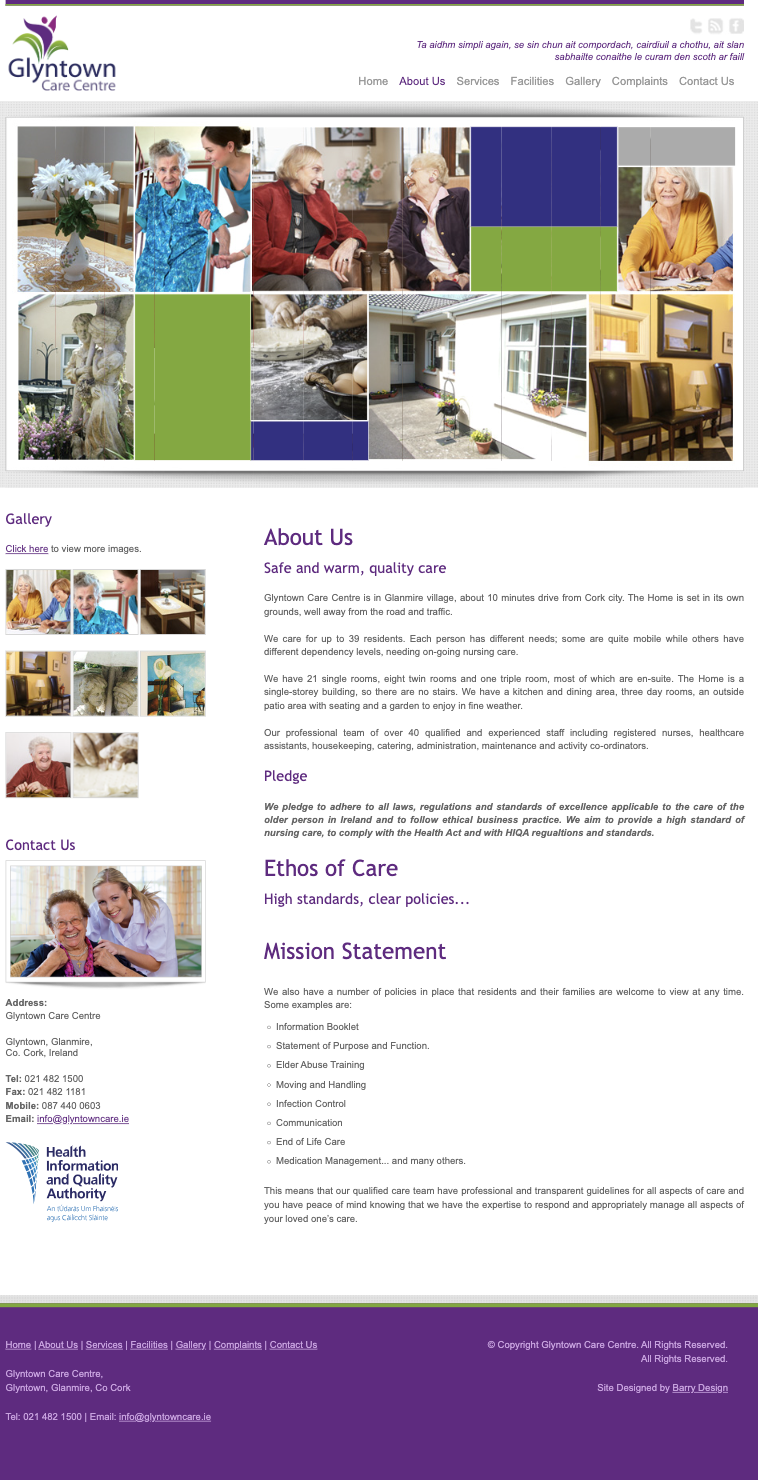 Glyntown
Care Centre
Ta aidhm simpli again, se sin chun ait compordach, cairdiuil a chothu, ait slan
sabhailte conaithe le curam den scoth ar faill
Home About Us Services Facilities Gallery Complaints Contact Us
Gallery
Click here to view more images.
Contact Us
Address:
Glyntown Care Centre
Glyntown, Glanmire,
Co. Cork, Ireland
Tel: 021 482 1500
Fax: 021 482 1181
Mobile: 087 440 0603
Email: info@glyntowncare.ie
Health
Information
and Quality
Authority
An tÚdarás Um Fhaisnéis
agus Cáilíocht Sláinte
About Us
Safe and warm, quality care
Glyntown Care Centre is in Glanmire village, about 10 minutes drive from Cork city. The Home is set in its own
grounds, well away from the road and traffic.
We care for up to 39 residents. Each person has different needs; some are quite mobile while others have
different dependency levels, needing on-going nursing care.
We have 21 single rooms, eight twin rooms and one triple room, most of which are en-suite. The Home is a
single-storey building, so there are no stairs. We have a kitchen and dining area, three day rooms, an outside
patio area with seating and a garden to enjoy in fine weather.
Our professional team of over 40 qualified and experienced staff including registered nurses, healthcare
assistants, housekeeping, catering, administration, maintenance and activity co-ordinators.
Pledge
We pledge to adhere to all laws, regulations and standards of excellence applicable to the care of the
older person in Ireland and to follow ethical business practice. We aim to provide a high standard of
nursing care, to comply with the Health Act and with HIQA regualtions and standards.
Ethos of Care
High standards, clear policies...
Mission Statement
We also have a number of policies in place that residents and their families are welcome to view at any time.
Some examples are:
Information Booklet
Statement of Purpose and Function.
Elder Abuse Training
Moving and Handling
Infection Control
Communication
End of Life Care
Medication Management... and many others.
This means that our qualified care team have professional and transparent guidelines for all aspects of care and
you have peace of mind knowing that we have the expertise to respond and appropriately manage all aspects of
your loved one's care.
Home | About Us | Services | Facilities | Gallery | Complaints | Contact Us
Glyntown Care Centre,
Glyntown, Glanmire, Co Cork
Tel: 021 482 1500 | Email: info@glyntowncare.ie
© Copyright Glyntown Care Centre. All Rights Reserved.
All Rights Reserved.
Site Designed by Barry Design